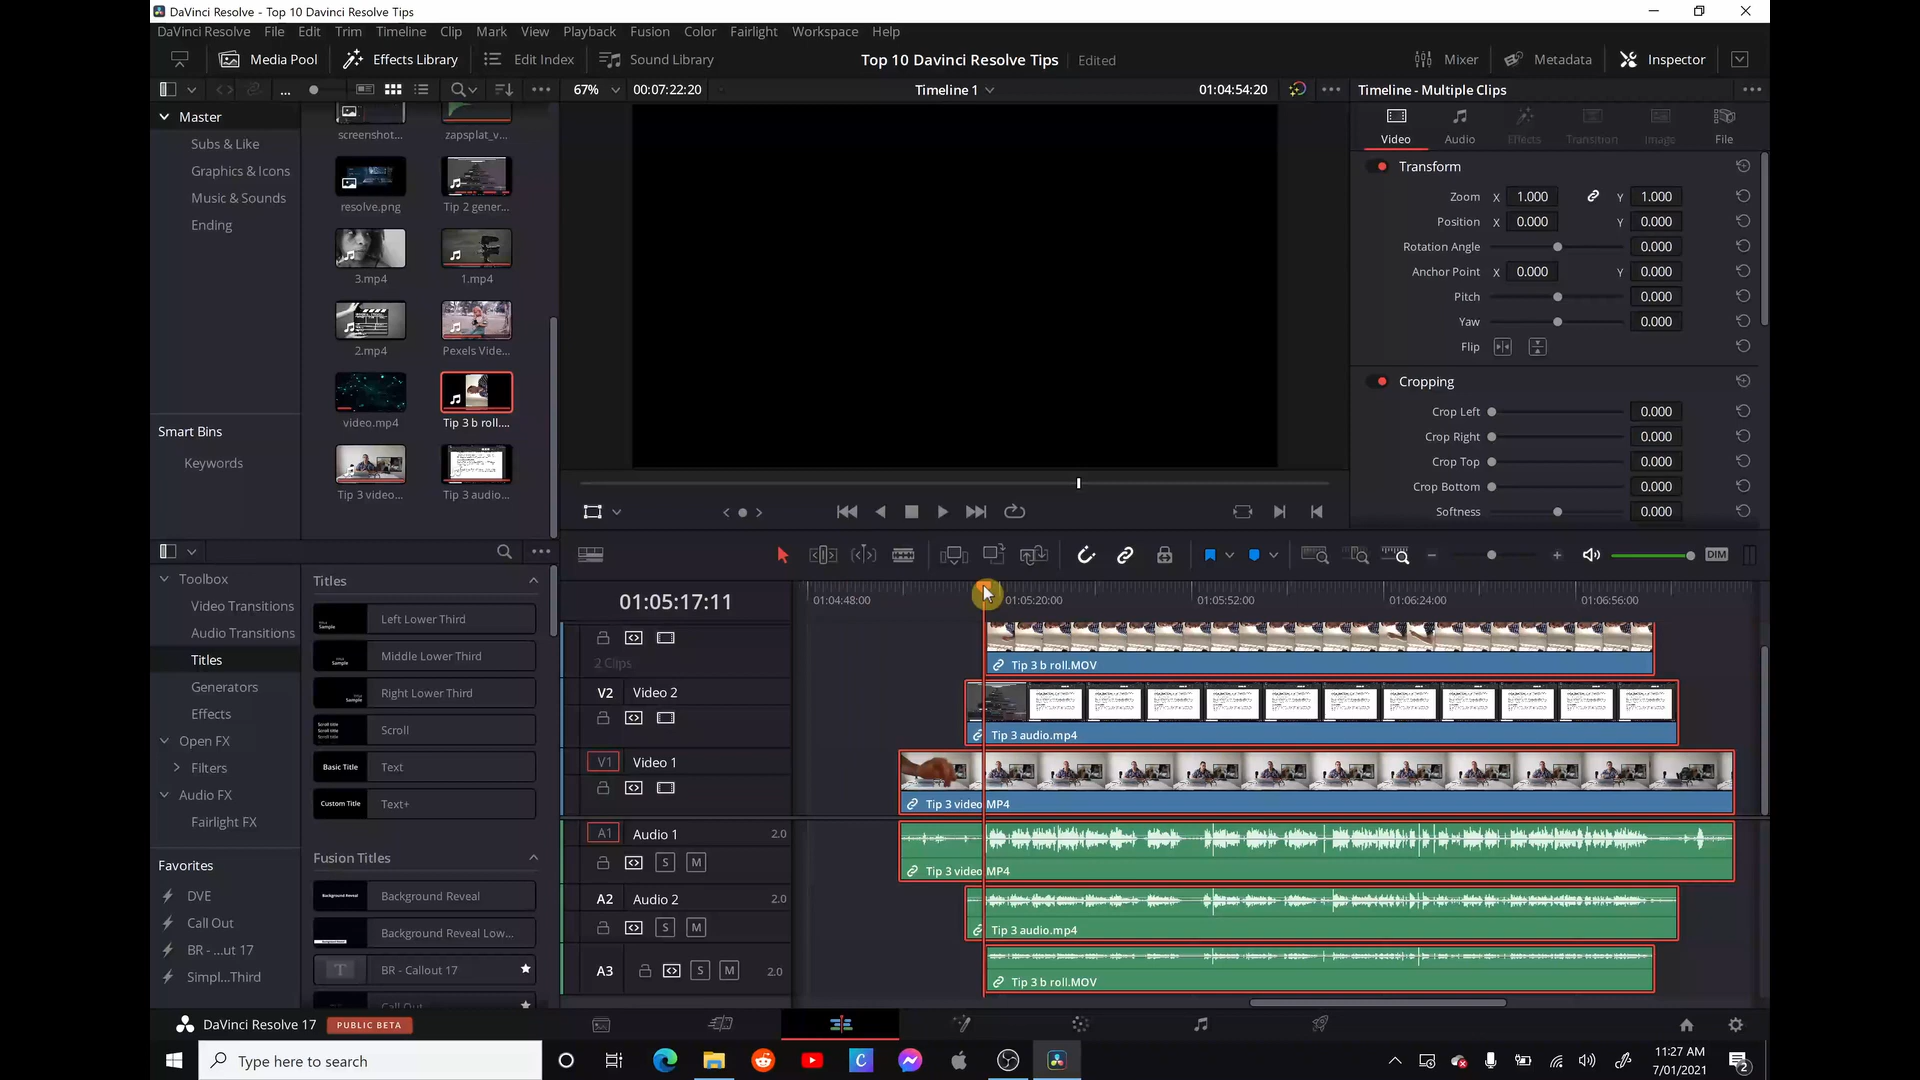 DaVinci Resolve - Top 10 Davinci Resolve Tips
DaVinci Resolve File Edit Trim Timeline Clip Mark View Playback Fusion Color Fairlight Workspace Help
Media Pool Effects Library Edit Index Sound Library Top 10 Davinci Resolve Tips Edited Mixer Metadata Inspector
67% 00:07:22:20 Timeline 1 01:04:54:20 Timeline - Multiple Clips
Video Audio Effects Transition Image File
Master
Subs & Like
Graphics & Icons
Music & Sounds
Ending
Smart Bins
Keywords
screenshot... zapsplat_v...
resolve.png Tip 2 gener...
3.mp4 1.mp4
2.mp4 Pexels Vide...
video.mp4 Tip 3 b roll....
Tip 3 video... Tip 3 audio...
Transform
Zoom X 1.000 Y 1.000
Position X 0.000 Y 0.000
Rotation Angle 0.000
Anchor Point X 0.000 Y 0.000
Pitch 0.000
Yaw 0.000
Flip
Cropping
Crop Left 0.000
Crop Right 0.000
Crop Top 0.000
Crop Bottom 0.000
Softness 0.000
DIM
Toolbox
Video Transitions
Audio Transitions
Titles
Generators
Effects
Open FX
Filters
Audio FX
Fairlight FX
Favorites
DVE
Call Out
BR - ...ut 17
Simpl...Third
Titles
Left Lower Third
Middle Lower Third
Right Lower Third
Scroll
Basic Title Text
Custom Title Text+
Fusion Titles
Background Reveal
Background Reveal Low...
T BR - Callout 17
Call Out
01:05:17:11 01:04:48:00 01:05:20:00 01:05:52:00 01:06:24:00 01:06:56:00
2 Clips Tip 3 b roll.MOV
V2 Video 2
Tip 3 audio.mp4
V1 Video 1
Tip 3 video.MP4
A1 Audio 1 2.0
S M Tip 3 video.MP4
A2 Audio 2 2.0
S M Tip 3 audio.mp4
A3 S M 2.0
Tip 3 b roll.MOV
DaVinci Resolve 17 PUBLIC BETA
Type here to search
11:27 AM
7/01/2021
2